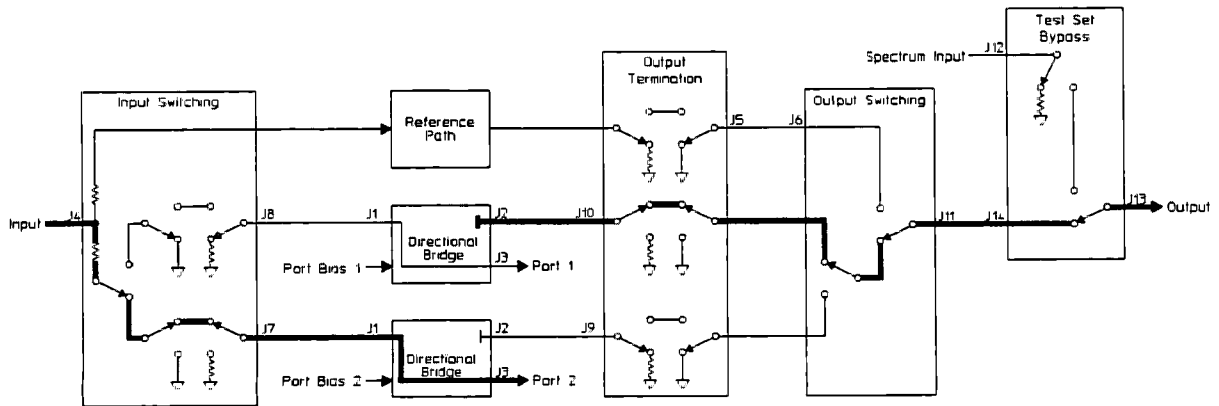 Test Set
Bypass
J12
Spectrum Input
Output
Termination
Input Switching
Output Switching
Reference
Path
J5
J6
Input
J4
J8
J1
J2
J10
J11
J14
J13
Output
Directional
Bridge
J3
Port Bias 1
Port 1
J7
J1
J2
J9
Directional
Bridge
J3
Port Bias 2
Port 2